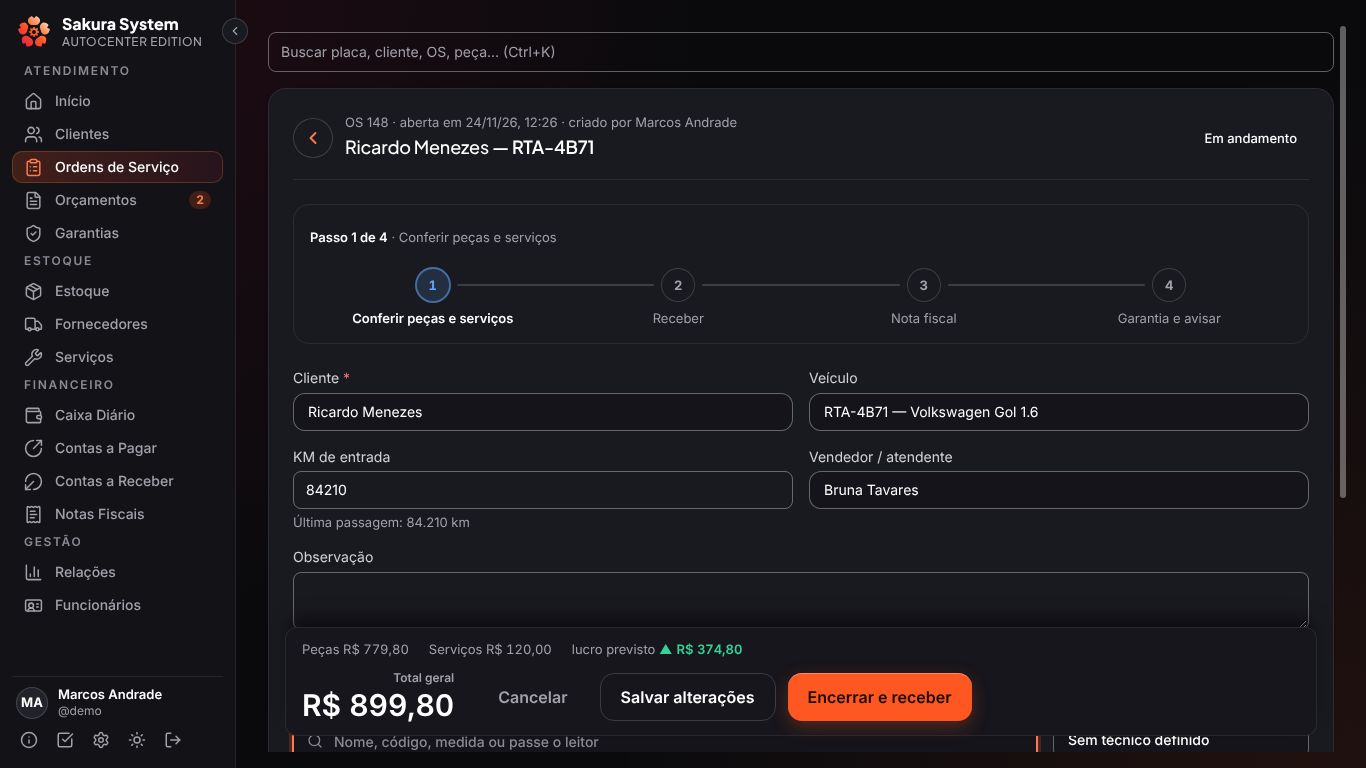 Sakura System
AUTOCENTER EDITION
ATENDIMENTO
Início
Clientes
Ordens de Serviço
Orçamentos 2
Garantias
ESTOQUE
Estoque
Fornecedores
Serviços
FINANCEIRO
Caixa Diário
Contas a Pagar
Contas a Receber
Notas Fiscais
GESTÃO
Relações
Funcionários
MA
Marcos Andrade
@demo
Buscar placa, cliente, OS, peça... (Ctrl+K)
OS 148 · aberta em 24/11/26, 12:26 · criado por Marcos Andrade
Ricardo Menezes — RTA-4B71
Em andamento
Passo 1 de 4 · Conferir peças e serviços
1 2 3 4
Conferir peças e serviços Receber Nota fiscal Garantia e avisar
Cliente * Veículo
Ricardo Menezes RTA-4B71 — Volkswagen Gol 1.6
KM de entrada Vendedor / atendente
84210 Bruna Tavares
Última passagem: 84.210 km
Observação
Peças R$ 779,80 Serviços R$ 120,00 lucro previsto ▲ R$ 374,80
Total geral
R$ 899,80 Cancelar Salvar alterações Encerrar e receber
Nome, código, medida ou passe o leitor Sem técnico definido